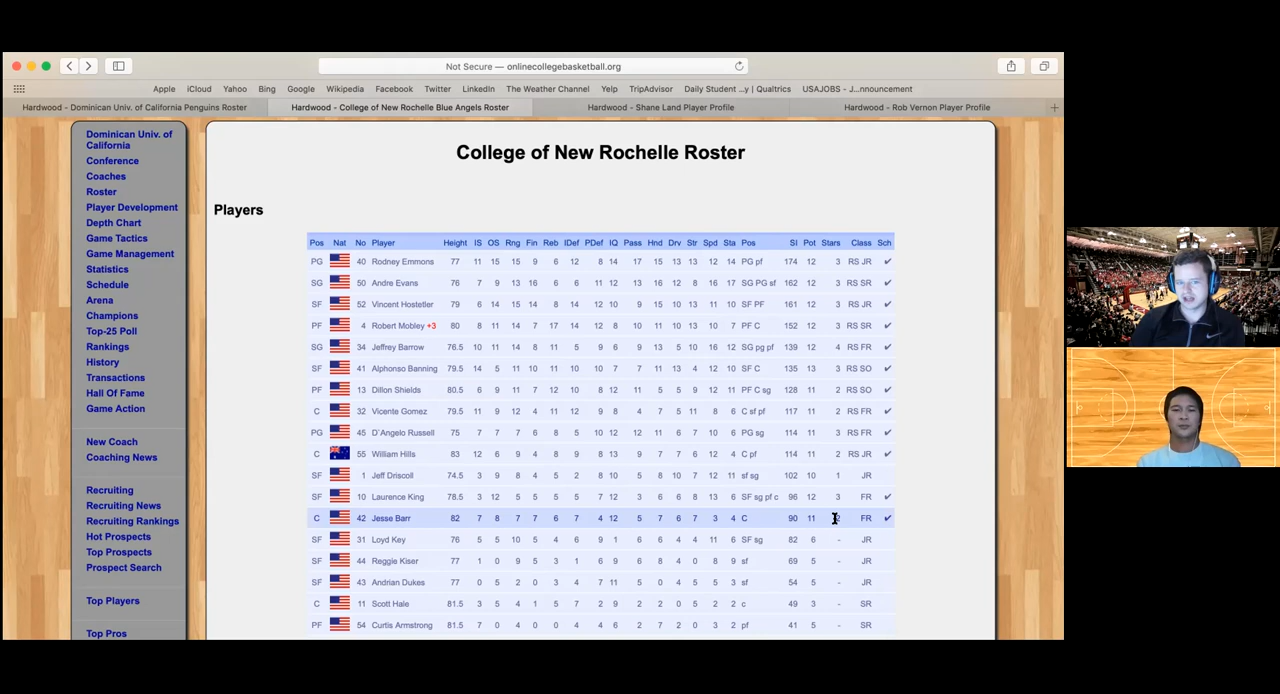 Not Secure — onlinecollegebasketball.org
Apple iCloud Yahoo Bing Google Wikipedia Facebook Twitter LinkedIn The Weather Channel Yelp TripAdvisor Daily Student ...y | Qualtrics USAJOBS - J...nnouncement
Hardwood - Dominican Univ. of California Penguins Roster Hardwood - College of New Rochelle Blue Angels Roster Hardwood - Shane Land Player Profile Hardwood - Rob Vernon Player Profile
Dominican Univ. of
California
Conference
Coaches
Roster
Player Development
Depth Chart
Game Tactics
Game Management
Statistics
Schedule
Arena
Champions
Top-25 Poll
Rankings
History
Transactions
Hall Of Fame
Game Action
New Coach
Coaching News
Recruiting
Recruiting News
Recruiting Rankings
Hot Prospects
Top Prospects
Prospect Search
Top Players
Top Pros
College of New Rochelle Roster
Players
Pos Nat No Player Height IS OS Rng Fin Reb IDef PDef IQ Pass Hnd Drv Str Spd Sta Pos SI Pot Stars Class Sch
PG 40 Rodney Emmons 77 11 15 15 9 6 12 8 14 17 15 13 13 12 14 PG pf 174 12 3 RS JR ✔
SG 50 Andre Evans 76 7 9 13 16 6 6 11 12 13 16 12 8 16 17 SG PG sf 162 12 3 RS SR ✔
SF 52 Vincent Hostetler 79 6 14 15 14 8 14 12 10 9 15 10 13 11 10 SF PF 161 12 3 RS SR ✔
PF 4 Robert Mobley +3 80 8 11 14 7 17 14 12 8 10 11 10 13 10 7 PF C 152 12 3 RS SR ✔
SG 34 Jeffrey Barrow 76.5 10 11 14 8 11 5 9 6 9 13 5 10 16 12 SG pg pf 139 12 4 RS FR ✔
SF 41 Alphonso Banning 79.5 14 5 11 10 11 10 10 7 7 11 13 4 12 10 SF C 135 13 3 RS SO ✔
PF 13 Dillon Shields 80.5 6 9 11 7 12 10 8 12 11 5 5 9 12 11 PF C sg 128 11 2 RS SO ✔
C 32 Vicente Gomez 79.5 11 9 12 4 11 12 9 8 4 7 5 11 8 6 C sf pf 117 11 2 RS FR ✔
PG 45 D`Angelo Russell 75 7 7 7 6 8 5 10 12 12 9 6 7 10 6 PG sg 114 11 3 RS FR ✔
C 55 William Hills 83 12 6 9 4 8 9 8 13 9 7 7 6 12 4 C pf 114 11 2 RS JR ✔
SF 1 Jeff Driscoll 74.5 3 9 8 4 5 2 8 10 5 8 10 7 12 11 sf sg 102 10 1 JR
SF 10 Laurence King 78.5 3 12 5 5 5 5 7 12 3 6 6 8 13 6 SF sg pf c 96 12 3 FR ✔
C 42 Jesse Barr 82 7 8 7 7 6 7 4 12 5 7 6 7 3 4 C 90 11 FR ✔
SF 31 Loyd Key 76 5 5 10 5 4 6 9 1 6 6 4 4 11 6 SF sg 82 6 - JR
SF 44 Reggie Kiser 77 1 0 9 5 3 1 6 9 6 8 4 0 8 9 sf 69 5 - JR
SF 43 Andrian Dukes 77 0 5 2 0 3 4 7 11 5 0 4 5 5 3 sf 54 5 - JR
C 11 Scott Hale 81.5 3 5 4 1 5 7 2 9 2 2 0 5 2 2 c 49 3 - SR
PF 54 Curtis Armstrong 81.5 7 0 4 0 0 4 4 6 2 7 2 0 3 2 pf 41 5 - SR